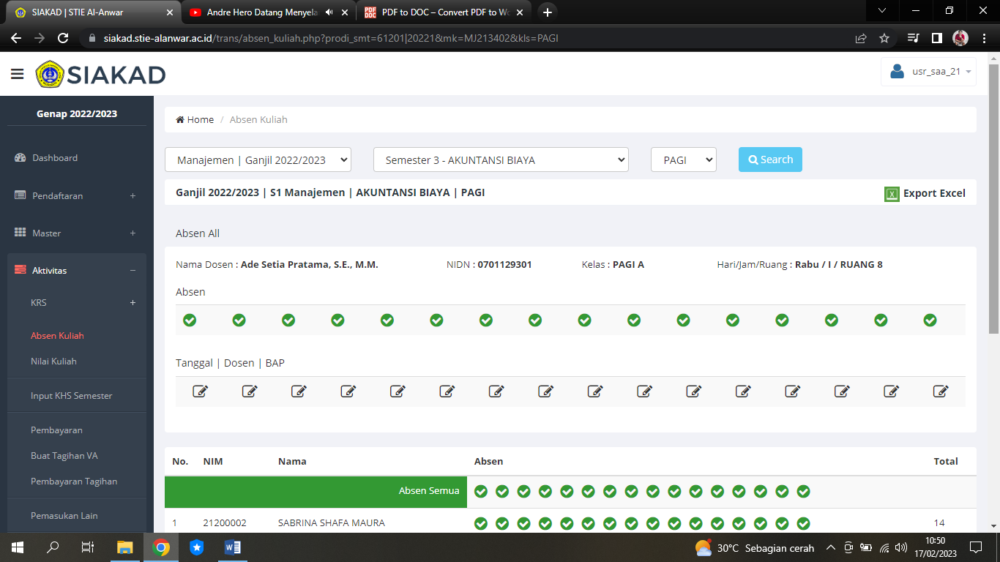 SIAKAD | STIE Al-Anwar
Andre Hero Datang Menyela
PDF to DOC – Convert PDF to Wo
siakad.stie-alanwar.ac.id/trans/absen_kuliah.php?prodi_smt=61201|20221&mk=MJ213402&kls=PAGI
SIAKAD
usr_saa_21
Genap 2022/2023
Home / Absen Kuliah
Dashboard
Pendaftaran +
Master +
Aktivitas –
KRS +
Absen Kuliah
Nilai Kuliah
Input KHS Semester
Pembayaran
Buat Tagihan VA
Pembayaran Tagihan
Pemasukan Lain
Manajemen | Ganjil 2022/2023
Semester 3 - AKUNTANSI BIAYA
PAGI
Search
Ganjil 2022/2023 | S1 Manajemen | AKUNTANSI BIAYA | PAGI
Export Excel
Absen All
Nama Dosen : Ade Setia Pratama, S.E., M.M. NIDN : 0701129301 Kelas : PAGI A Hari/Jam/Ruang : Rabu / I / RUANG 8
Absen
Tanggal | Dosen | BAP
No. NIM Nama Absen Total
Absen Semua
1 21200002 SABRINA SHAFA MAURA 14
30°C Sebagian cerah
10:50
17/02/2023